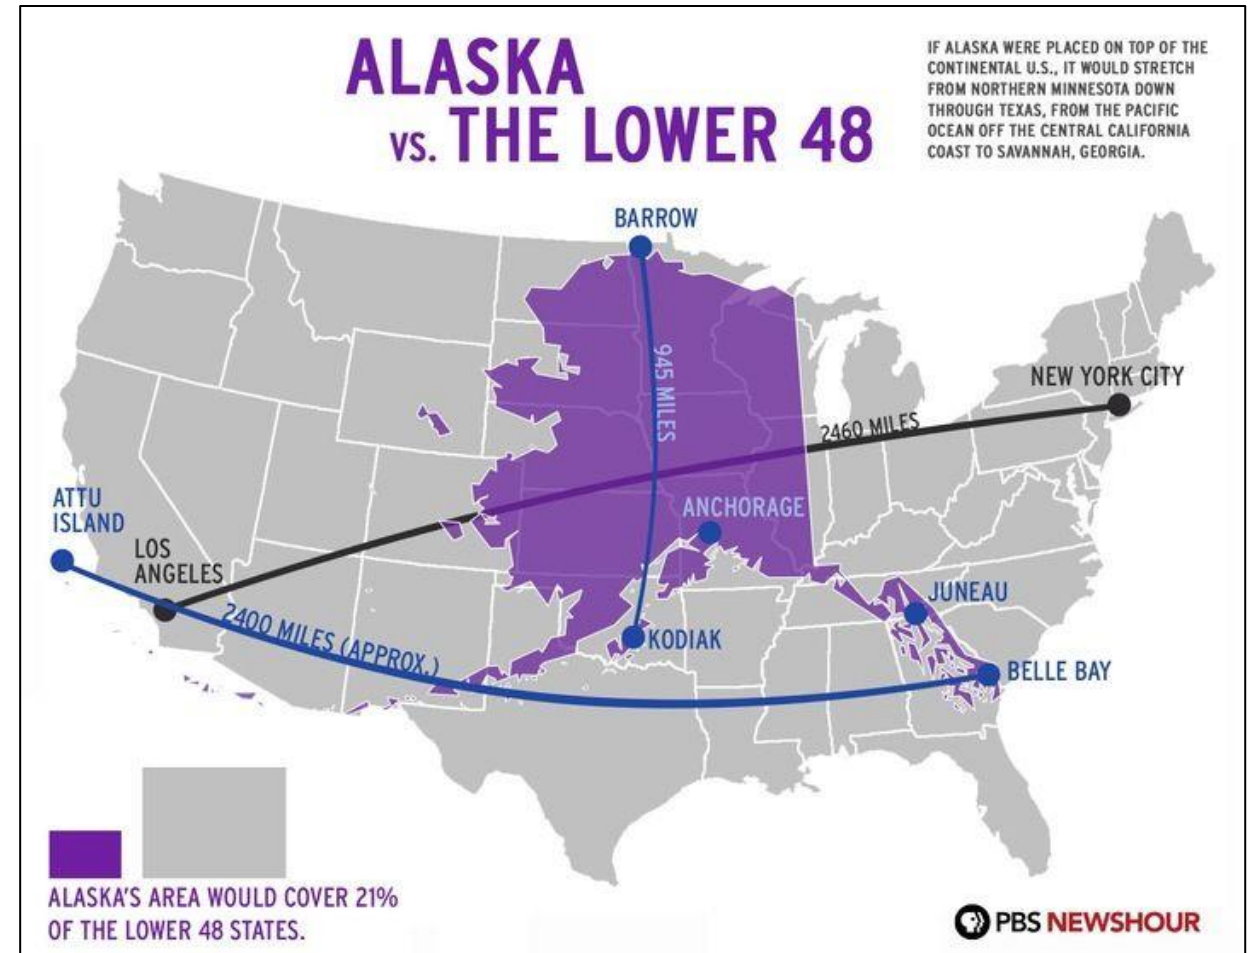 ALASKA
VS. THE LOWER 48
IF ALASKA WERE PLACED ON TOP OF THE
CONTINENTAL U.S., IT WOULD STRETCH
FROM NORTHERN MINNESOTA DOWN
THROUGH TEXAS, FROM THE PACIFIC
OCEAN OFF THE CENTRAL CALIFORNIA
COAST TO SAVANNAH, GEORGIA.
BARROW
945 MILES
NEW YORK CITY
2460 MILES
ATTU
ISLAND
ANCHORAGE
LOS
ANGELES
JUNEAU
2400 MILES (APPROX.)
KODIAK
BELLE BAY
ALASKA'S AREA WOULD COVER 21%
OF THE LOWER 48 STATES.
PBS NEWSHOUR